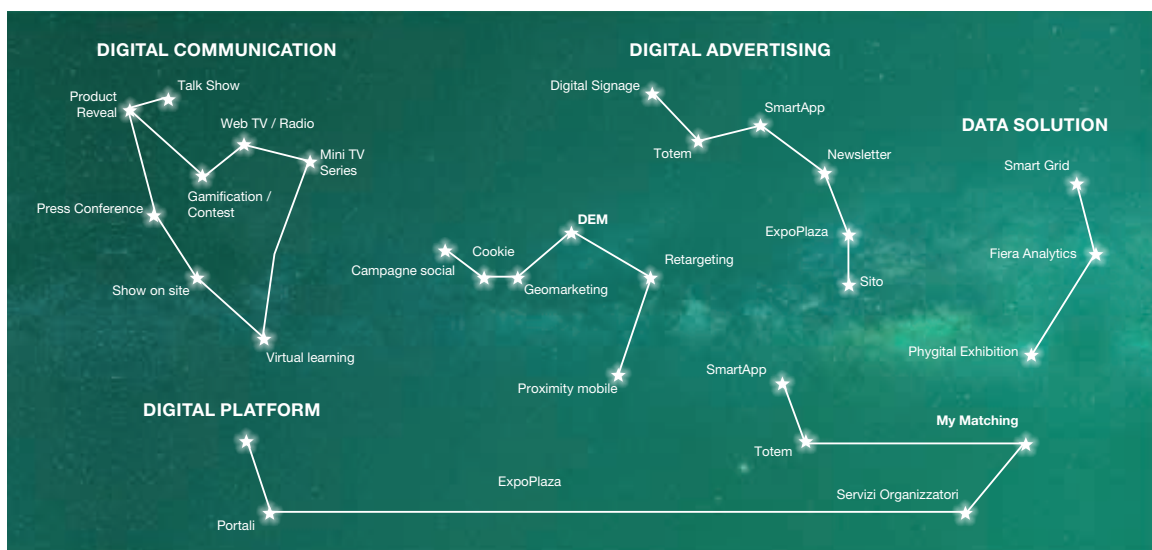 DIGITAL COMMUNICATION
Talk Show
Product
Reveal
Web TV / Radio
Mini TV
Series
Gamification /
Contest
Press Conference
Show on site
Virtual learning
DIGITAL ADVERTISING
Digital Signage
SmartApp
Totem
Newsletter
ExpoPlaza
Sito
DEM
Cookie
Campagne social
Geomarketing
Retargeting
Proximity mobile
DATA SOLUTION
Smart Grid
Fiera Analytics
Phygital Exhibition
DIGITAL PLATFORM
SmartApp
My Matching
Totem
ExpoPlaza
Servizi Organizzatori
Portali